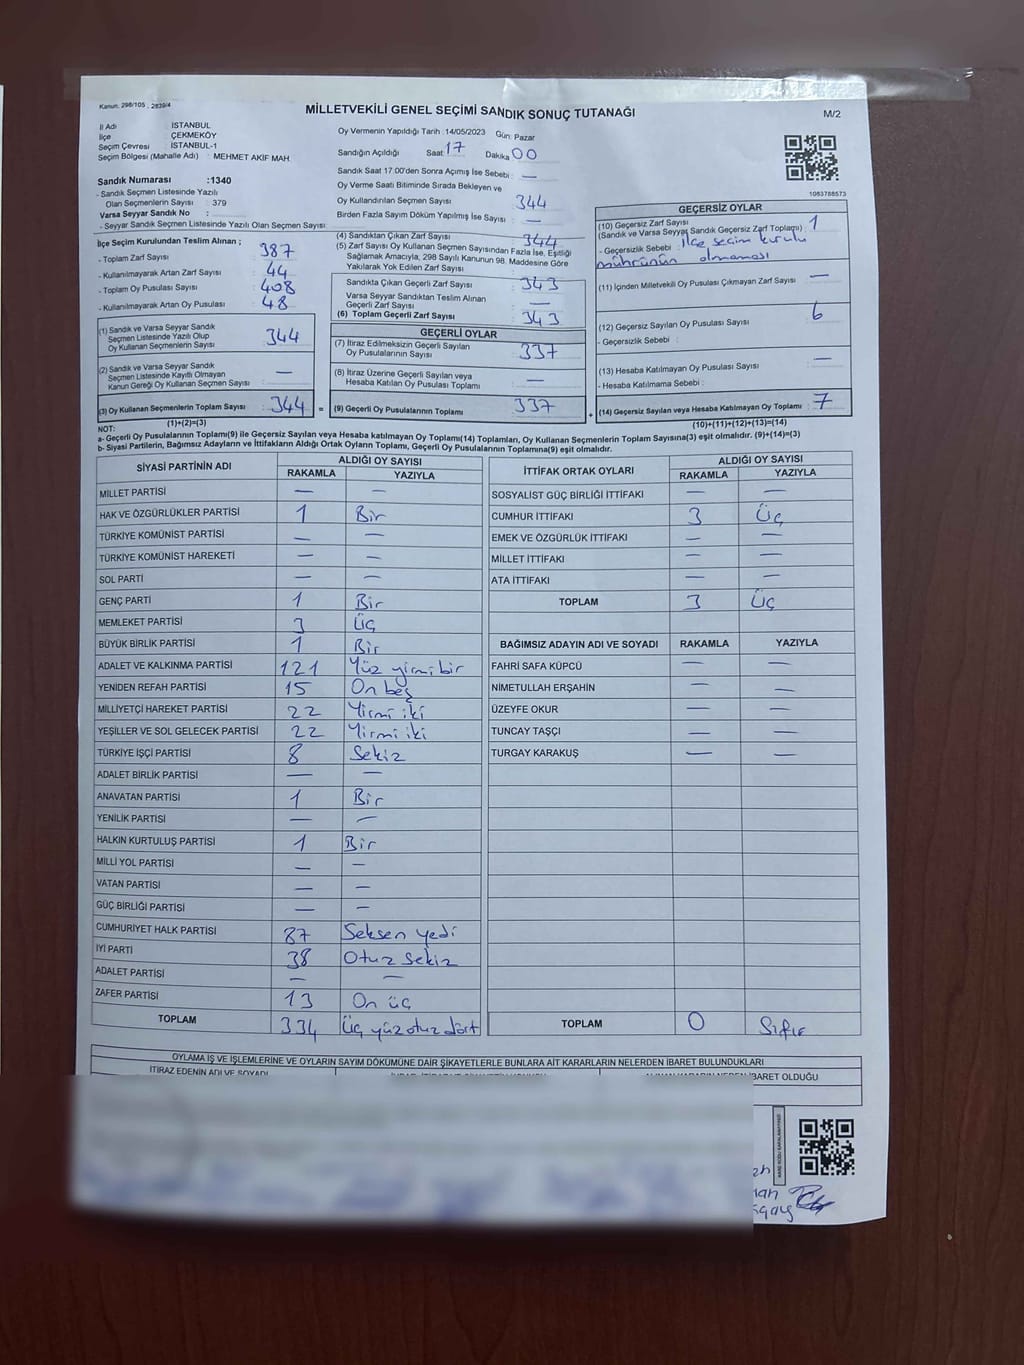 Kanun. 298/105 , 2839/4
MİLLETVEKİLİ GENEL SEÇİMİ SANDIK SONUÇ TUTANAĞI
M/2
İl Adı İSTANBUL
İlçe ÇEKMEKÖY
Seçim Çevresi İSTANBUL-1
Seçim Bölgesi (Mahalle Adı) : MEHMET AKİF MAH.
Sandık Numarası :1340
- Sandık Seçmen Listesinde Yazılı
Olan Seçmenlerin Sayısı : 379
Varsa Seyyar Sandık No :
- Seyyar Sandık Seçmen Listesinde Yazılı Olan Seçmen Sayısı
Oy Vermenin Yapıldığı Tarih : 14/05/2023 Gün: Pazar
Sandığın Açıldığı Saat 17 Dakika 00
Sandık Saat 17.00'den Sonra Açımış İse Sebebi : —
Oy Verme Saati Bitiminde Sırada Bekleyen ve
Oy Kullandırılan Seçmen Sayısı 344
Birden Fazla Sayım Döküm Yapılmış İse Sayısı : —
1083788573
İlçe Seçim Kurulundan Teslim Alınan ;
- Toplam Zarf Sayısı 387
- Kullanılmayarak Artan Zarf Sayısı 44
- Toplam Oy Pusulası Sayısı 408
- Kullanılmayarak Artan Oy Pusulası 48
(1) Sandık ve Varsa Seyyar Sandık
Seçmen Listesinde Yazılı Olup
Oy Kullanan Seçmenlerin Sayısı 344
(2) Sandık ve Varsa Seyyar Sandık
Seçmen Listesinde Kayıtlı Olmayan
Kanun Gereği Oy Kullanan Seçmen Sayısı : —
(3) Oy Kullanan Seçmenlerin Toplam Sayısı : 344 =
(1)+(2)=(3)
(4) Sandıktan Çıkan Zarf Sayısı 344
(5) Zarf Sayısı Oy Kullanan Seçmen Sayısından Fazla İse, Eşitliği
Sağlamak Amacıyla, 298 Sayılı Kanunun 98. Maddesine Göre
Yakılarak Yok Edilen Zarf Sayısı
Sandıkta Çıkan Geçerli Zarf Sayısı : 343
Varsa Seyyar Sandıktan Teslim Alınan
Geçerli Zarf Sayısı —
(6) Toplam Geçerli Zarf Sayısı 343
GEÇERLİ OYLAR
(7) İtiraz Edilmeksizin Geçerli Sayılan
Oy Pusulalarının Sayısı : 337
(8) İtiraz Üzerine Geçerli Sayılan veya
Hesaba Katılan Oy Pusulası Toplamı —
(9) Geçerli Oy Pusulalarının Toplamı 337 +
GEÇERSİZ OYLAR
(10) Geçersiz Zarf Sayısı
(Sandık ve Varsa Seyyar Sandık Geçersiz Zarf Toplamı) : 1
- Geçersizlik Sebebi : ilçe seçim kurulu
mührünün olmaması
(11) İçinden Milletvekili Oy Pusulası Çıkmayan Zarf Sayısı —
(12) Geçersiz Sayılan Oy Pusulası Sayısı 6
- Geçersizlik Sebebi :
(13) Hesaba Katılmayan Oy Pusulası Sayısı —
- Hesaba Katılmama Sebebi :
(14) Geçersiz Sayılan veya Hesaba Katılmayan Oy Toplamı : 7
(10)+(11)+(12)+(13)=(14)
NOT:
a- Geçerli Oy Pusulalarının Toplamı(9) ile Geçersiz Sayılan veya Hesaba katılmayan Oy Toplamı(14) Toplamları, Oy Kullanan Seçmenlerin Toplam Sayısına(3) eşit olmalıdır. (9)+(14)=(3)
b- Siyasi Partilerin, Bağımsız Adayların ve İttifakların Aldığı Ortak Oyların Toplamı, Geçerli Oy Pusulalarının Toplamına(9) eşit olmalıdır.
SİYASİ PARTİNİN ADI ALDIĞI OY SAYISI
RAKAMLA YAZIYLA
MİLLET PARTİSİ — —
HAK VE ÖZGÜRLÜKLER PARTİSİ 1 Bir
TÜRKİYE KOMÜNİST PARTİSİ — —
TÜRKİYE KOMÜNİST HAREKETİ — —
SOL PARTİ — —
GENÇ PARTİ 1 Bir
MEMLEKET PARTİSİ 3 Üç
BÜYÜK BİRLİK PARTİSİ 1 Bir
ADALET VE KALKINMA PARTİSİ 121 Yüz yirmi bir
YENİDEN REFAH PARTİSİ 15 On beş
MİLLİYETÇİ HAREKET PARTİSİ 22 Yirmi iki
YEŞİLLER VE SOL GELECEK PARTİSİ 22 Yirmi iki
TÜRKİYE İŞÇİ PARTİSİ 8 Sekiz
ADALET BİRLİK PARTİSİ — —
ANAVATAN PARTİSİ 1 Bir
YENİLİK PARTİSİ — —
HALKIN KURTULUŞ PARTİSİ 1 Bir
MİLLİ YOL PARTİSİ — —
VATAN PARTİSİ — —
GÜÇ BİRLİĞİ PARTİSİ — —
CUMHURİYET HALK PARTİSİ 87 Seksen yedi
İYİ PARTİ 38 Otuz sekiz
ADALET PARTİSİ — —
ZAFER PARTİSİ 13 On üç
TOPLAM 334 Üç yüz otuz dört
İTTİFAK ORTAK OYLARI ALDIĞI OY SAYISI
RAKAMLA YAZIYLA
SOSYALİST GÜÇ BİRLİĞİ İTTİFAKI — —
CUMHUR İTTİFAKI 3 Üç
EMEK VE ÖZGÜRLÜK İTTİFAKI — —
MİLLET İTTİFAKI — —
ATA İTTİFAKI — —
TOPLAM 3 Üç
BAĞIMSIZ ADAYIN ADI VE SOYADI RAKAMLA YAZIYLA
FAHRİ SAFA KÜPCÜ — —
NİMETULLAH ERŞAHİN — —
ÜZEYFE OKUR — —
TUNCAY TAŞÇI — —
TURGAY KARAKUŞ — —
TOPLAM 0 Sıfır
OYLAMA İŞ VE İŞLEMLERİNE VE OYLARIN SAYIM DÖKÜMÜNE DAİR ŞİKAYETLERLE BUNLARA AİT KARARLARIN NELERDEN İBARET BULUNDUKLARI
İTİRAZ EDENİN ADI VE SOYADI
İBARET OLDUĞU